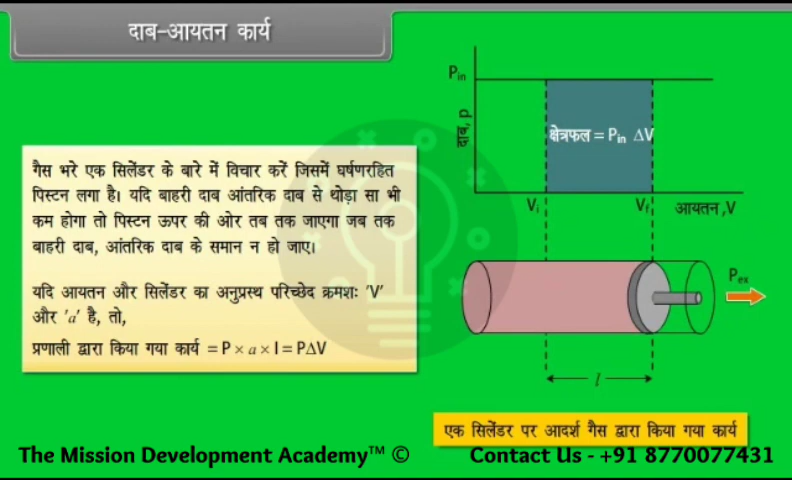 दाब-आयतन कार्य
गैस भरे एक सिलेंडर के बारे में विचार करें जिसमें घर्षणरहित
पिस्टन लगा है। यदि बाहरी दाब आंतरिक दाब से थोड़ा सा भी
कम होगा तो पिस्टन ऊपर की ओर तब तक जाएगा जब तक
बाहरी दाब, आंतरिक दाब के समान न हो जाए।
यदि आयतन और सिलेंडर का अनुप्रस्थ परिच्छेद क्रमशः 'V'
और 'a' है, तो,
प्रणाली द्वारा किया गया कार्य = P × a × l = PΔV
Pin
दाब, p
क्षेत्रफल = Pin ΔV
Vi
Vf
आयतन, V
Pex
l
एक सिलेंडर पर आदर्श गैस द्वारा किया गया कार्य
The Mission Development Academy™ ©
Contact Us - +91 8770077431